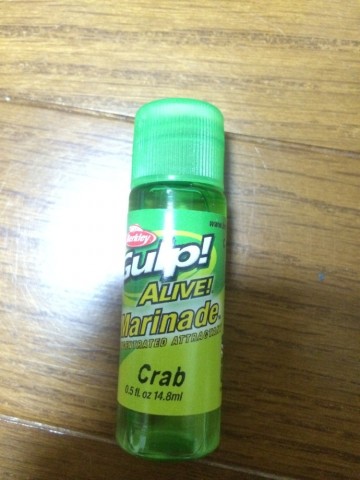 Berkley
Gulp!
ALIVE!
Marinade
Crab
0.5 fl. oz 14.8ml